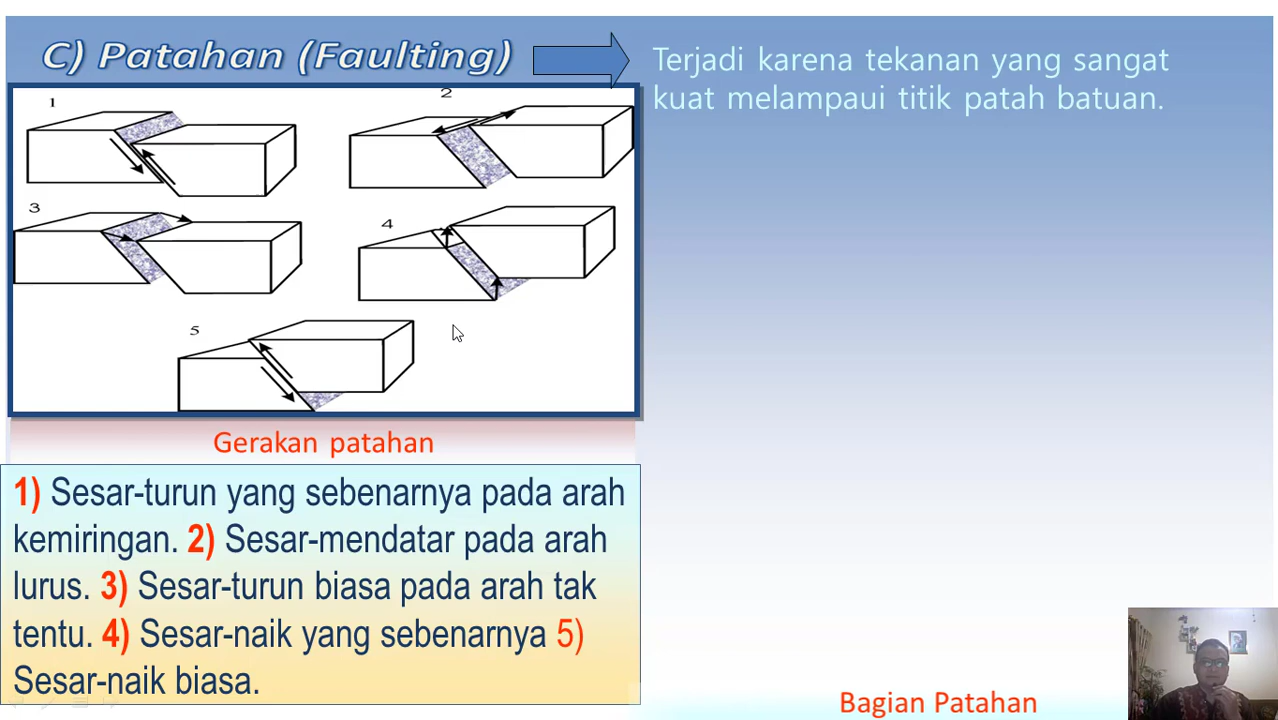 C) Patahan (Faulting)
Terjadi karena tekanan yang sangat
kuat melampaui titik patah batuan.
1
2
3
4
5
Gerakan patahan
1) Sesar-turun yang sebenarnya pada arah
kemiringan. 2) Sesar-mendatar pada arah
lurus. 3) Sesar-turun biasa pada arah tak
tentu. 4) Sesar-naik yang sebenarnya 5)
Sesar-naik biasa.
Bagian Patahan